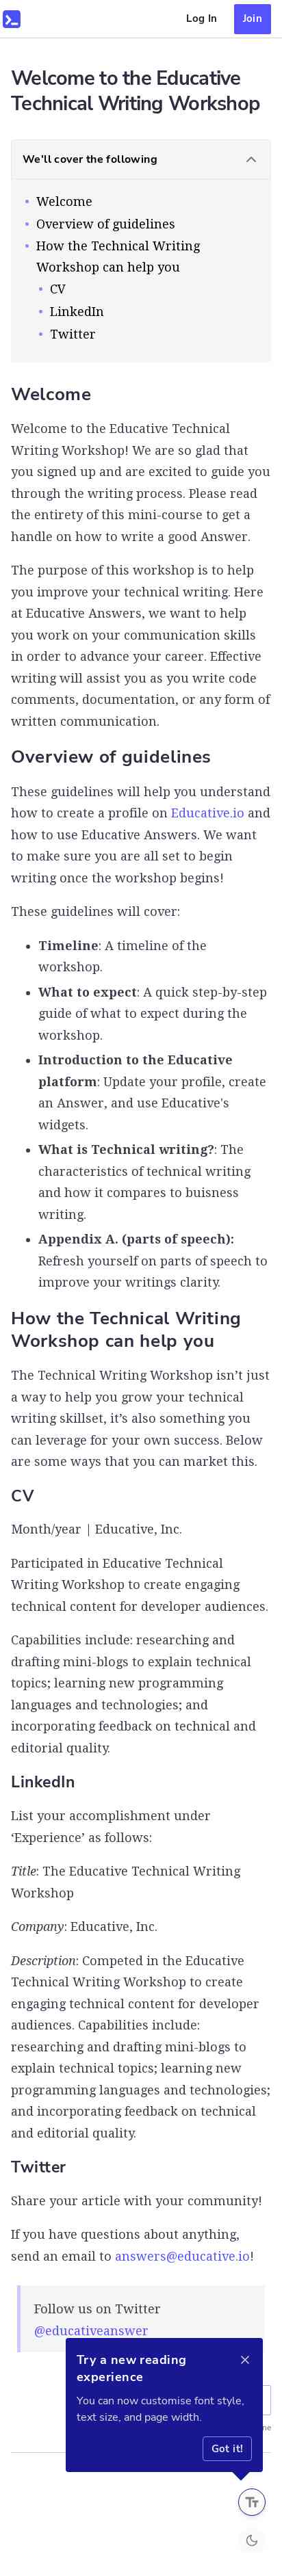 Log In
Join
Welcome to the Educative
Technical Writing Workshop
We'll cover the following
Welcome
Overview of guidelines
How the Technical Writing
Workshop can help you
CV
LinkedIn
Twitter
Welcome
Welcome to the Educative Technical
Writing Workshop! We are so glad that
you signed up and are excited to guide you
through the writing process. Please read
the entirety of this mini-course to get a
handle on how to write a good Answer.
The purpose of this workshop is to help
you improve your technical writing. Here
at Educative Answers, we want to help
you work on your communication skills
in order to advance your career. Effective
writing will assist you as you write code
comments, documentation, or any form of
written communication.
Overview of guidelines
These guidelines will help you understand
how to create a profile on Educative.io and
how to use Educative Answers. We want
to make sure you are all set to begin
writing once the workshop begins!
These guidelines will cover:
Timeline: A timeline of the
workshop.
What to expect: A quick step-by-step
guide of what to expect during the
workshop.
Introduction to the Educative
platform: Update your profile, create
an Answer, and use Educative's
widgets.
What is Technical writing?: The
characteristics of technical writing
and how it compares to buisness
writing.
Appendix A. (parts of speech):
Refresh yourself on parts of speech to
improve your writings clarity.
How the Technical Writing
Workshop can help you
The Technical Writing Workshop isn’t just
a way to help you grow your technical
writing skillset, it’s also something you
can leverage for your own success. Below
are some ways that you can market this.
CV
Month/year | Educative, Inc.
Participated in Educative Technical
Writing Workshop to create engaging
technical content for developer audiences.
Capabilities include: researching and
drafting mini-blogs to explain technical
topics; learning new programming
languages and technologies; and
incorporating feedback on technical and
editorial quality.
LinkedIn
List your accomplishment under
‘Experience’ as follows:
Title: The Educative Technical Writing
Workshop
Company: Educative, Inc.
Description: Competed in the Educative
Technical Writing Workshop to create
engaging technical content for developer
audiences. Capabilities include:
researching and drafting mini-blogs to
explain technical topics; learning new
programming languages and technologies;
and incorporating feedback on technical
and editorial quality.
Twitter
Share your article with your community!
If you have questions about anything,
send an email to answers@educative.io!
Follow us on Twitter
@educativeanswer
Try a new reading
experience
You can now customise font style,
text size, and page width.
Got it!